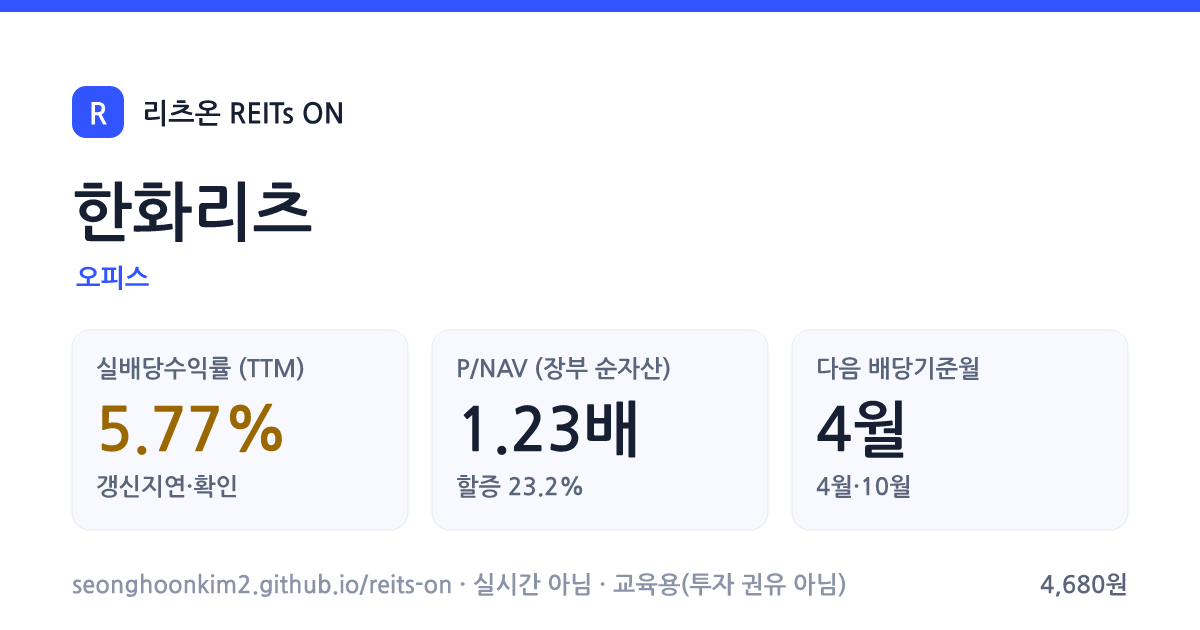 R 리츠온 REITs ON
한화리츠
오피스
실배당수익률 (TTM)
5.77%
갱신지연·확인
P/NAV (장부 순자산)
1.23배
할증 23.2%
다음 배당기준월
4월
4월·10월
seonghoonkim2.github.io/reits-on · 실시간 아님 · 교육용(투자 권유 아님)
4,680원